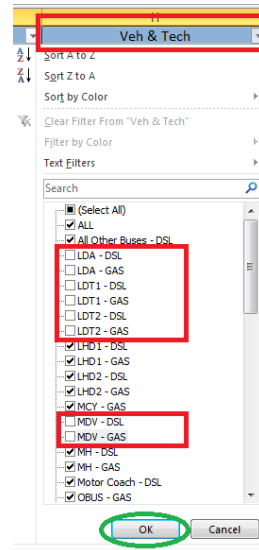 H
Veh & Tech
Sort A to Z
Sort Z to A
Sort by Color
Clear Filter From "Veh & Tech"
Filter by Color
Text Filters
Search
(Select All)
ALL
All Other Buses - DSL
LDA - DSL
LDA - GAS
LDT1 - DSL
LDT1 - GAS
LDT2 - DSL
LDT2 - GAS
LHD1 - DSL
LHD1 - GAS
LHD2 - DSL
LHD2 - GAS
MCY - GAS
MDV - DSL
MDV - GAS
MH - DSL
MH - GAS
Motor Coach - DSL
OBUS - GAS
OK Cancel